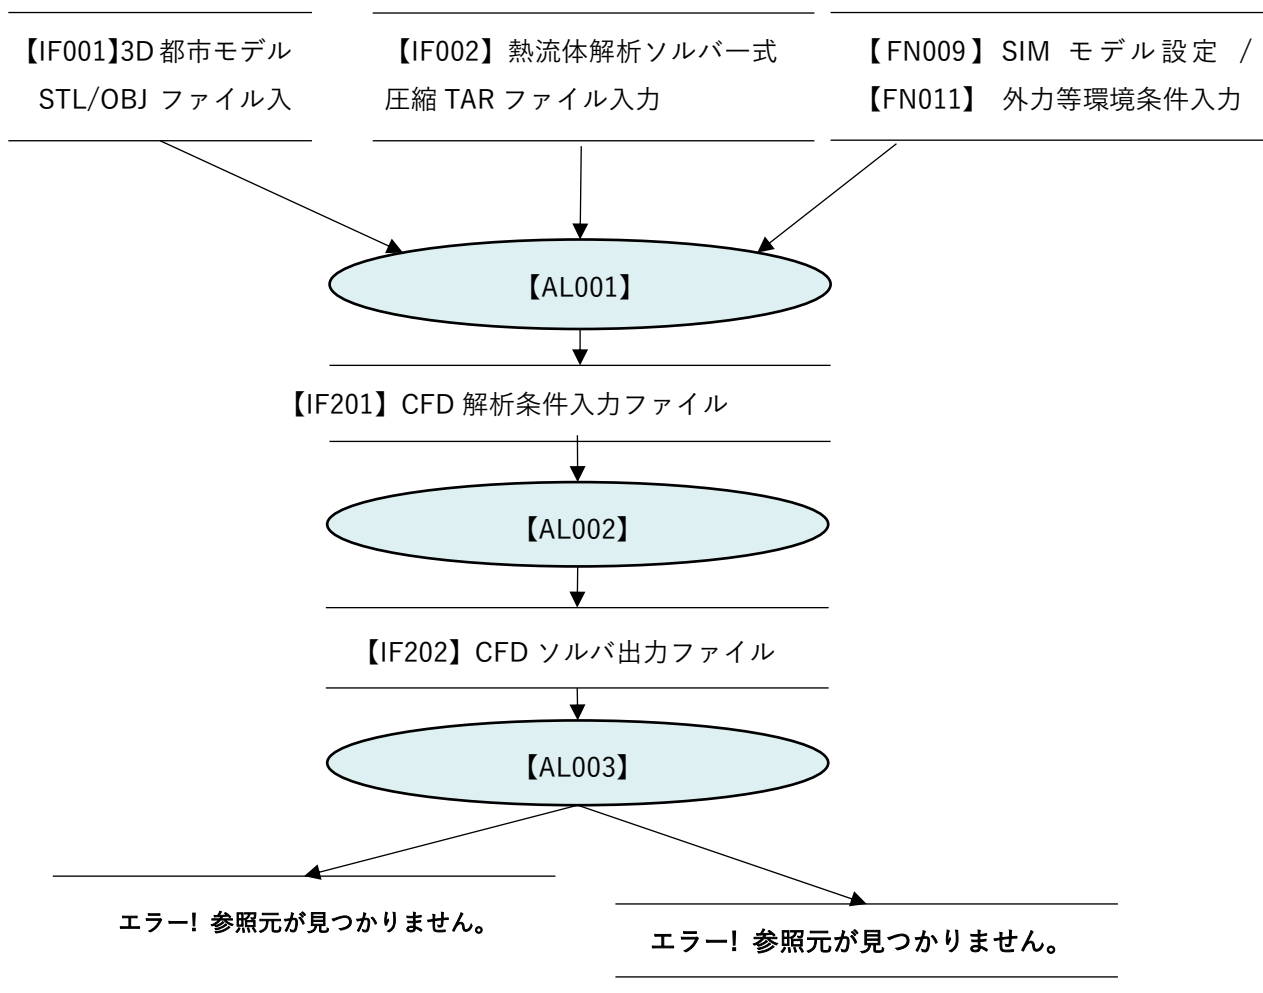 【IF001】3D 都市モデル
STL/OBJ ファイル入
【IF002】熱流体解析ソルバ一式
圧縮 TAR ファイル入力
【FN009】SIM モデル設定 /
【FN011】 外力等環境条件入力
【AL001】
【IF201】CFD 解析条件入力ファイル
【AL002】
【IF202】CFD ソルバ出力ファイル
【AL003】
エラー! 参照元が見つかりません。
エラー! 参照元が見つかりません。